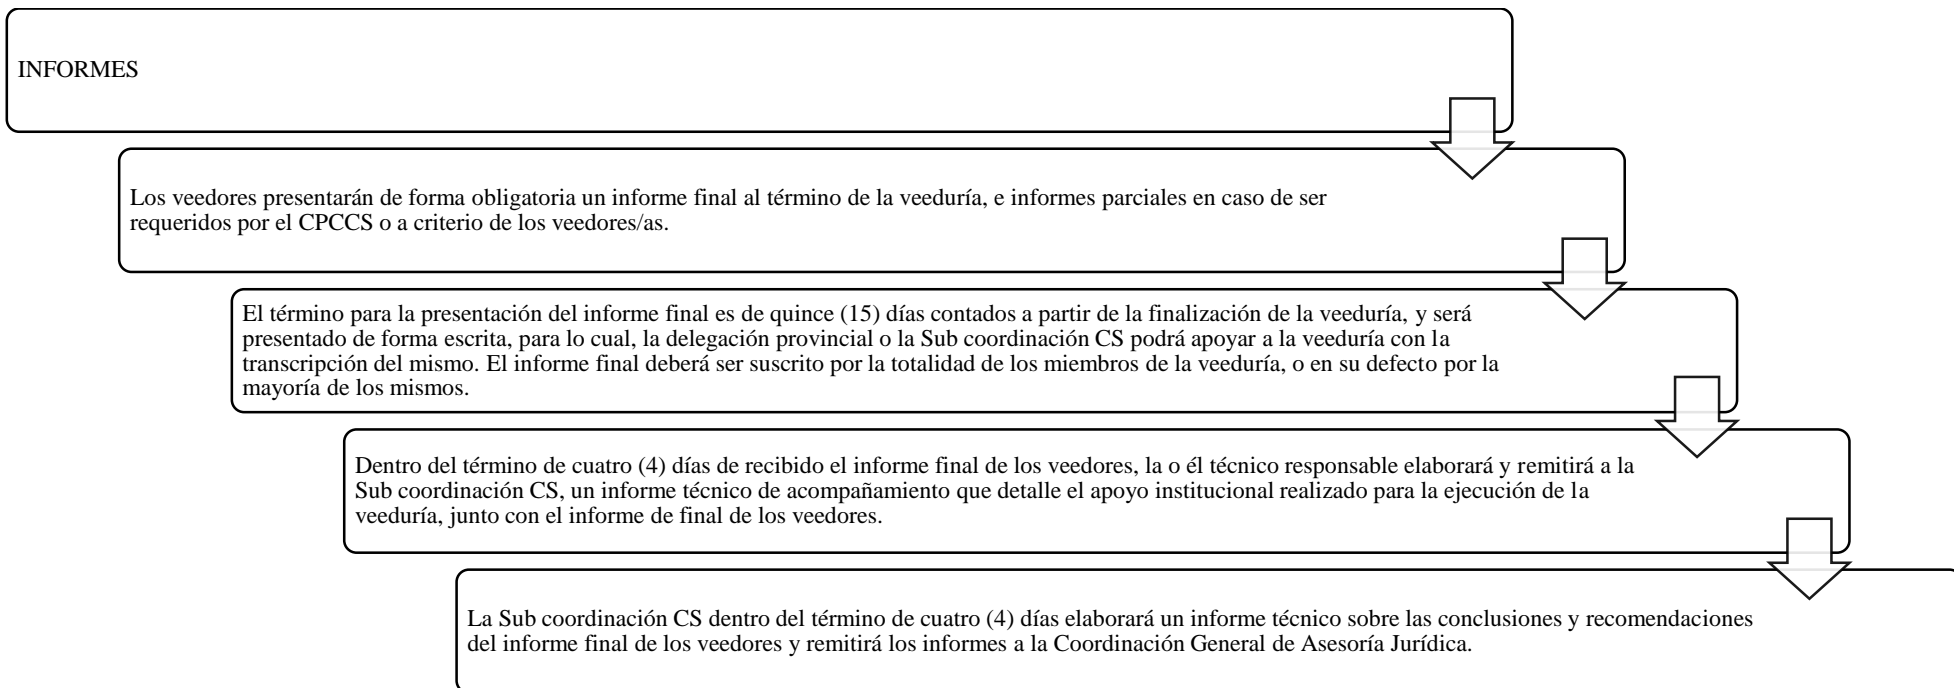 INFORMES
Los veedores presentarán de forma obligatoria un informe final al término de la veeduría, e informes parciales en caso de ser
requeridos por el CPCCS o a criterio de los veedores/as.
El término para la presentación del informe final es de quince (15) días contados a partir de la finalización de la veeduría, y será
presentado de forma escrita, para lo cual, la delegación provincial o la Sub coordinación CS podrá apoyar a la veeduría con la
transcripción del mismo. El informe final deberá ser suscrito por la totalidad de los miembros de la veeduría, o en su defecto por la
mayoría de los mismos.
Dentro del término de cuatro (4) días de recibido el informe final de los veedores, la o él técnico responsable elaborará y remitirá a la
Sub coordinación CS, un informe técnico de acompañamiento que detalle el apoyo institucional realizado para la ejecución de la
veeduría, junto con el informe de final de los veedores.
La Sub coordinación CS dentro del término de cuatro (4) días elaborará un informe técnico sobre las conclusiones y recomendaciones
del informe final de los veedores y remitirá los informes a la Coordinación General de Asesoría Jurídica.